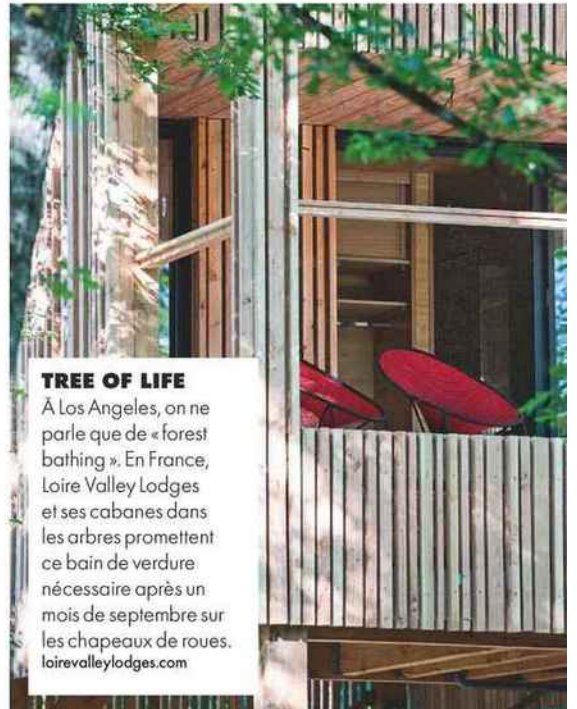 TREE OF LIFE
À Los Angeles, on ne
parle que de « forest
bathing ». En France,
Loire Valley Lodges
et ses cabanes dans
les arbres promettent
ce bain de verdure
nécessaire après un
mois de septembre sur
les chapeaux de roues.
loirevalleylodges.com